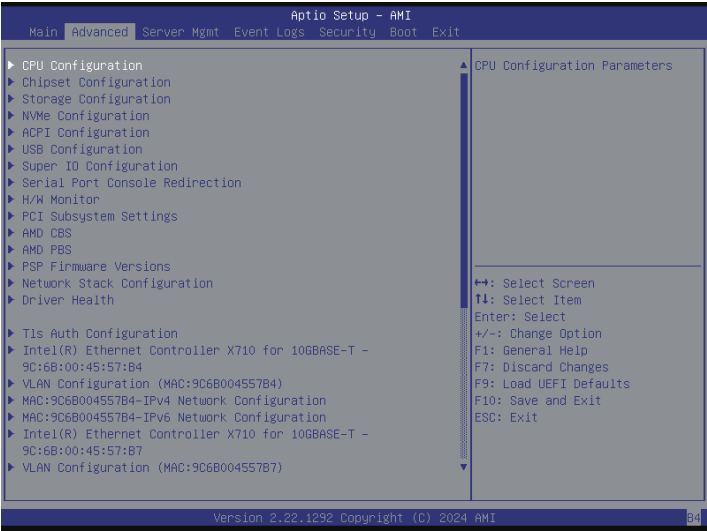 Aptio Setup – AMI
Main Advanced Server Mgmt Event Logs Security Boot Exit
CPU Configuration
Chipset Configuration
Storage Configuration
NVMe Configuration
ACPI Configuration
USB Configuration
Super IO Configuration
Serial Port Console Redirection
H/W Monitor
PCI Subsystem Settings
AMD CBS
AMD PBS
PSP Firmware Versions
Network Stack Configuration
Driver Health
Tls Auth Configuration
Intel(R) Ethernet Controller X710 for 10GBASE-T –
9C:6B:00:45:57:B4
VLAN Configuration (MAC:9C6B004557B4)
MAC:9C6B004557B4-IPv4 Network Configuration
MAC:9C6B004557B4-IPv6 Network Configuration
Intel(R) Ethernet Controller X710 for 10GBASE-T –
9C:6B:00:45:57:B7
VLAN Configuration (MAC:9C6B004557B7)
CPU Configuration Parameters
→←: Select Screen
↑↓: Select Item
Enter: Select
+/-: Change Option
F1: General Help
F7: Discard Changes
F9: Load UEFI Defaults
F10: Save and Exit
ESC: Exit
Version 2.22.1292 Copyright (C) 2024 AMI
B4